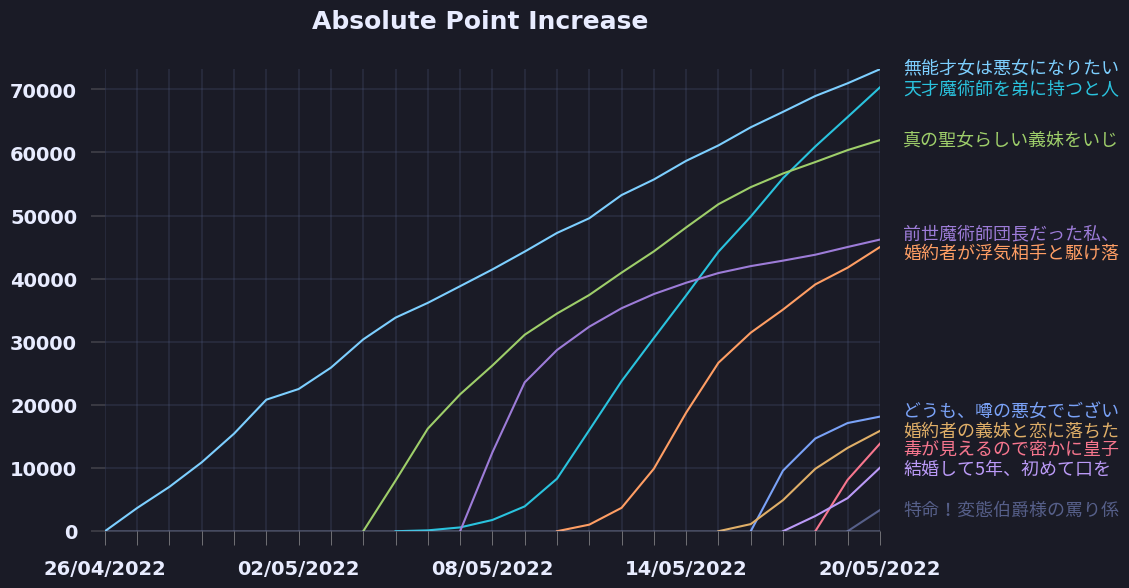 Absolute Point Increase
無能才女は悪女になりたい
天才魔術師を弟に持つと人
70000
真の聖女らしい義妹をいじ
60000
50000
前世魔術師団長だった私、
婚約者が浮気相手と駆け落
40000
30000
20000
どうも、噂の悪女でござい
婚約者の義妹と恋に落ちた
毒が見えるので密かに皇子
10000
結婚して5年、初めて口を
特命！変態伯爵様の罵り係
0
26/04/2022 02/05/2022 08/05/2022 14/05/2022 20/05/2022